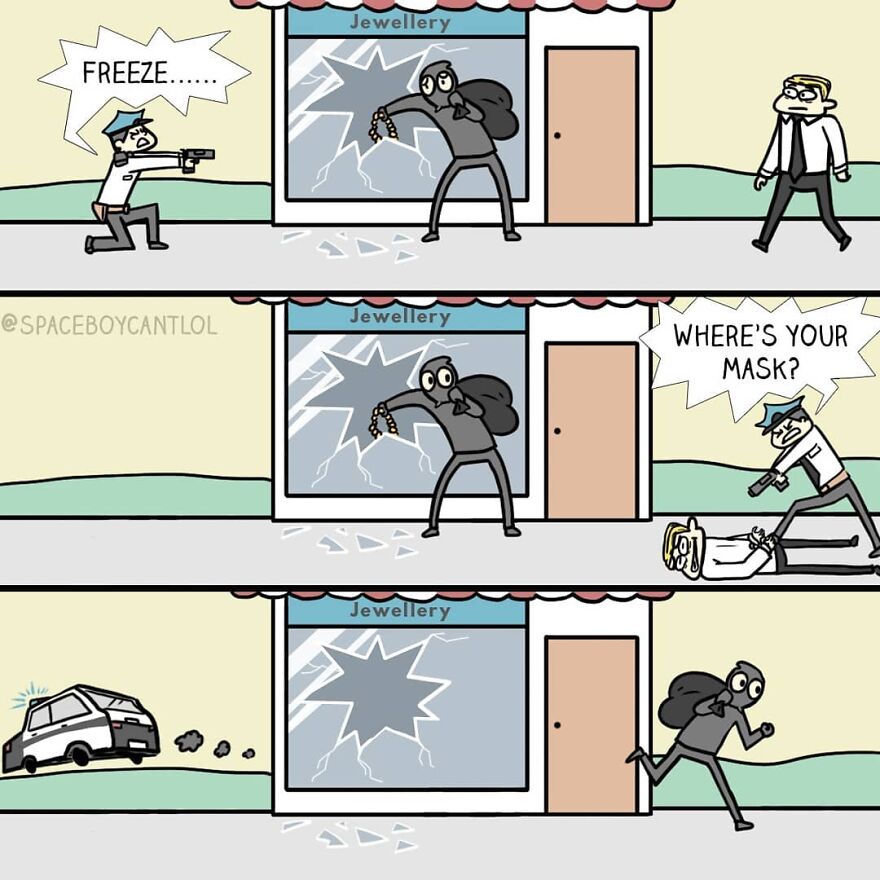 Jewellery
FREEZE......
@SPACEBOYCANTLOL
Jewellery
WHERE'S YOUR
MASK?
Jewellery